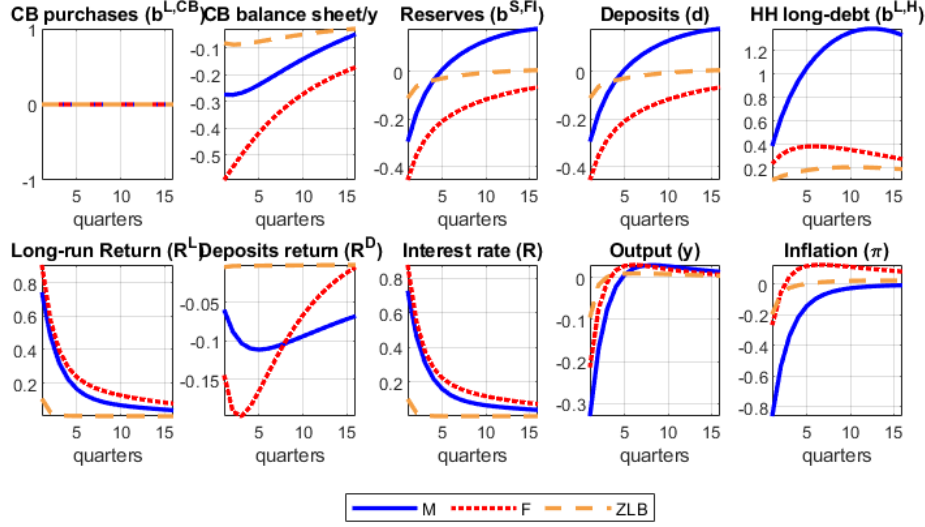 CB purchases (b^{L,CB})
CB balance sheet/y
Reserves (b^{S,FI})
Deposits (d)
HH long-debt (b^{L,H})
1
0
-1
-0.1
-0.2
-0.3
-0.4
-0.5
0
-0.2
-0.4
0
-0.2
-0.4
1.2
1
0.8
0.6
0.4
0.2
5 10 15
5 10 15
5 10 15
5 10 15
5 10 15
quarters
quarters
quarters
quarters
quarters
Long-run Return (R^L)
Deposits return (R^D)
Interest rate (R)
Output (y)
Inflation (π)
0.8
0.6
0.4
0.2
-0.05
-0.1
-0.15
0.8
0.6
0.4
0.2
0
-0.1
-0.2
-0.3
0
-0.2
-0.4
-0.6
-0.8
5 10 15
5 10 15
5 10 15
5 10 15
5 10 15
quarters
quarters
quarters
quarters
quarters
M F ZLB